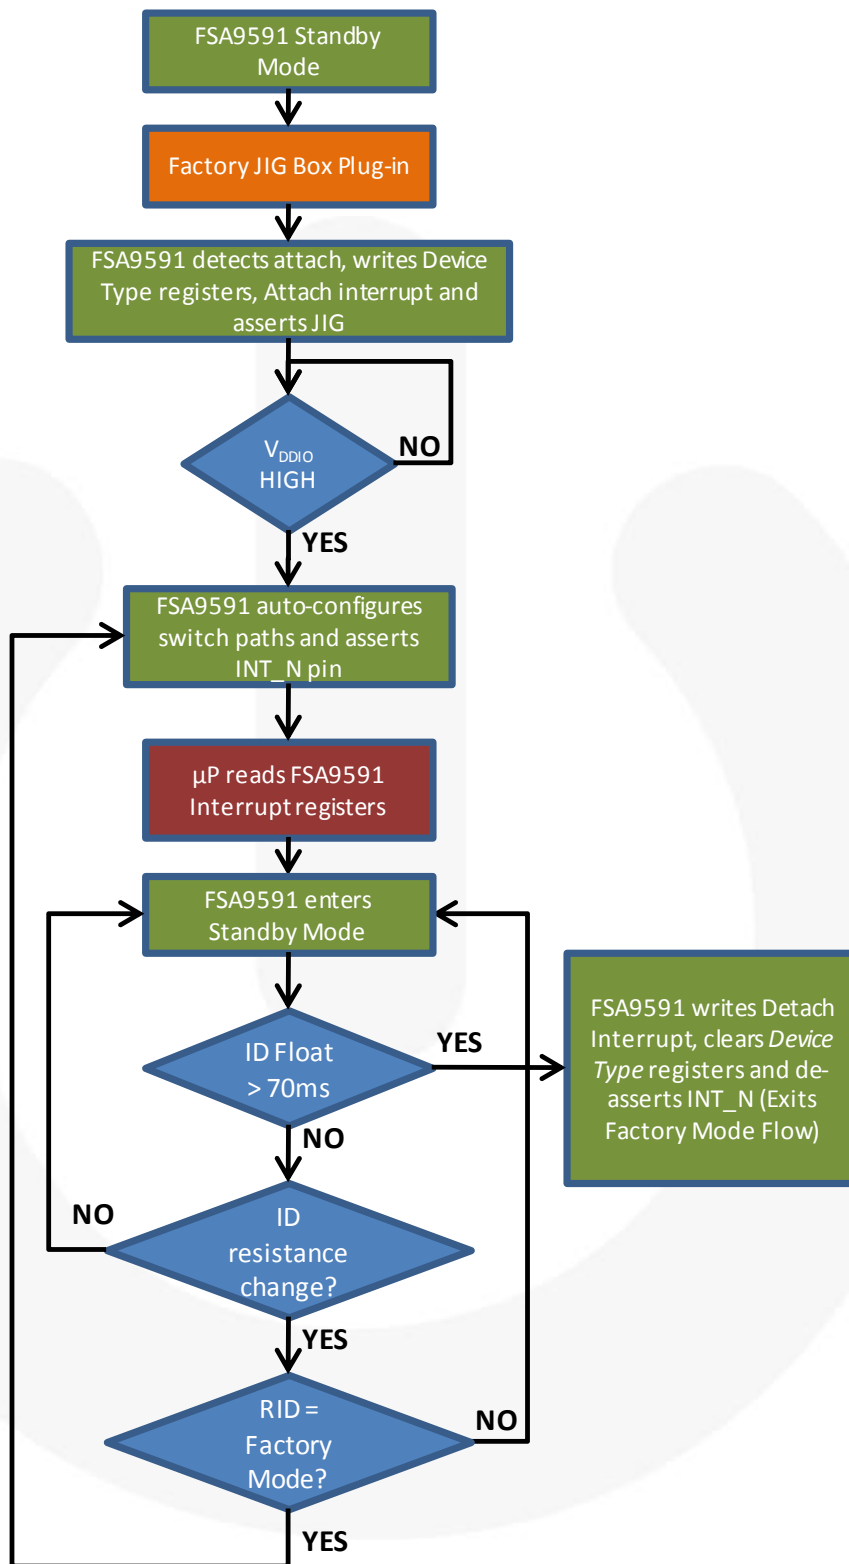 FSA9591 Standby
Mode
Factory JIG Box Plug-in
FSA9591 detects attach, writes Device
Type registers, Attach interrupt and
asserts JIG
VDDIO
HIGH
NO
YES
FSA9591 auto-configures
switch paths and asserts
INT_N pin
µP reads FSA9591
Interrupt registers
FSA9591 enters
Standby Mode
ID Float
> 70ms
YES
FSA9591 writes Detach
Interrupt, clears Device
Type registers and de-
asserts INT_N (Exits
Factory Mode Flow)
NO
ID
resistance
change?
NO
YES
RID =
Factory
Mode?
NO
YES